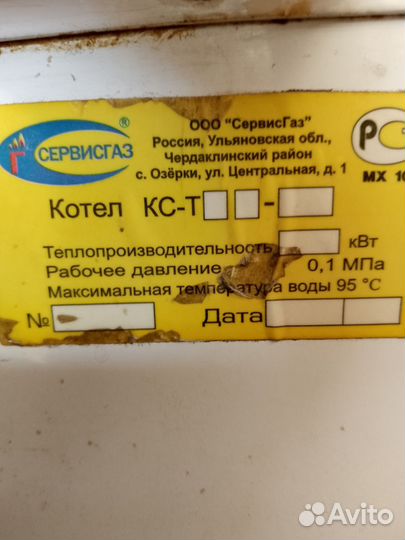 СЕРВИСГАЗ
®
ООО "СервисГаз"
Россия, Ульяновская обл.,
Чердаклинский район
с. Озёрки, ул. Центральная, д. 1
МХ
Котел КС-Т -
Теплопроизводительность кВт
Рабочее давление 0,1 МПа
Максимальная температура воды 95 °С
№ Дата
Avito